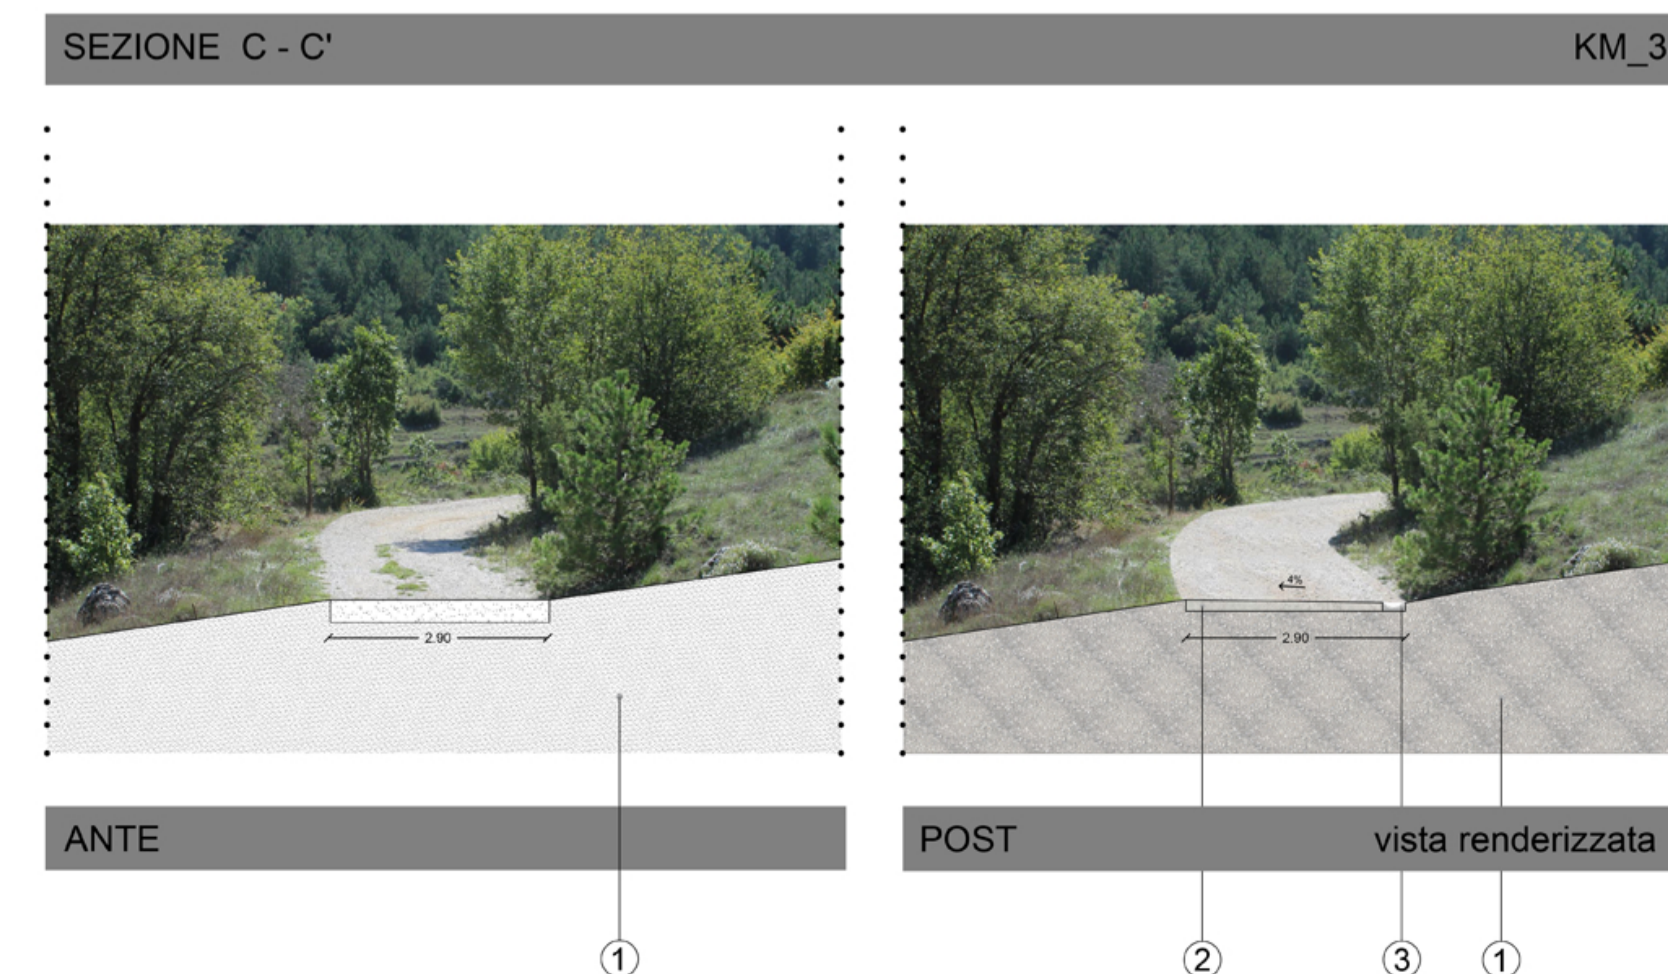 SEZIONE C - C' KM_3
4%
2.90 2.90
ANTE POST vista renderizzata
1 2 3 1